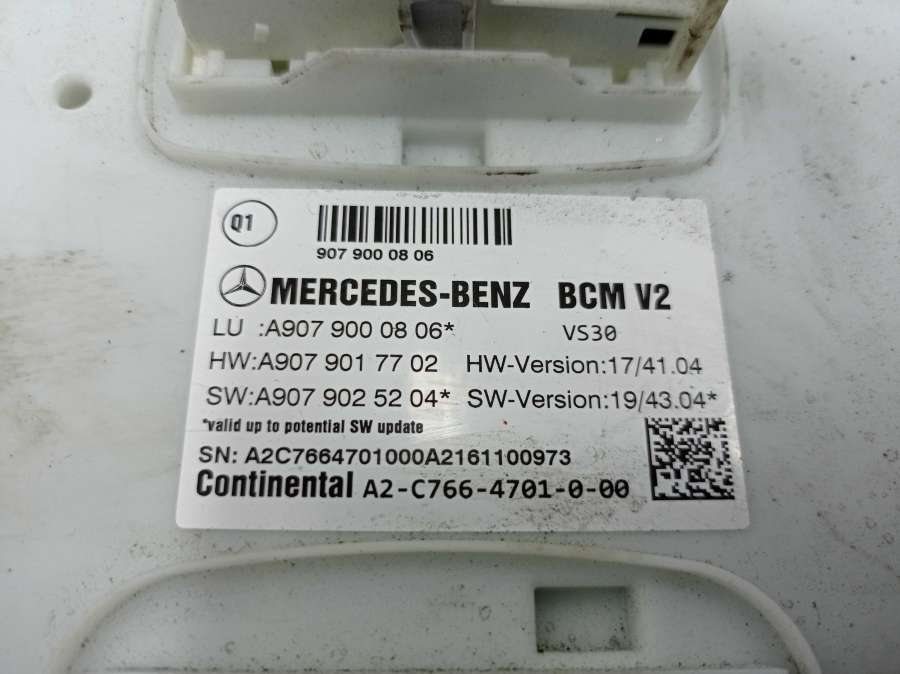 Q1
907 900 08 06
MERCEDES-BENZ BCM V2
LU :A907 900 08 06* VS30
HW:A907 901 77 02 HW-Version:17/41.04
SW:A907 902 52 04* SW-Version:19/43.04*
*valid up to potential SW update
SN: A2C7664701000A2161100973
Continental A2-C766-4701-0-00